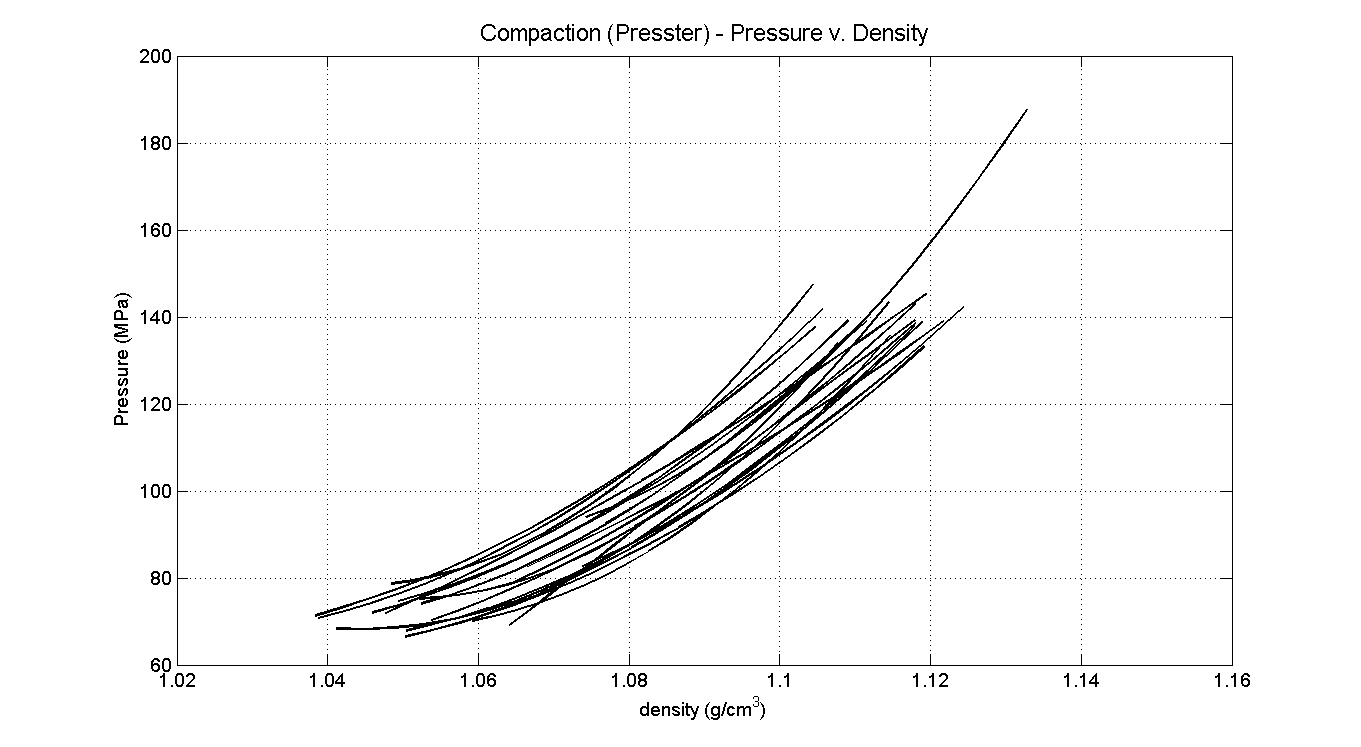 Compaction (Presster) - Pressure v. Density
200
180
160
140
120
100
80
60
Pressure (MPa)
1.02 1.04 1.06 1.08 1.1 1.12 1.14 1.16
density (g/cm³)